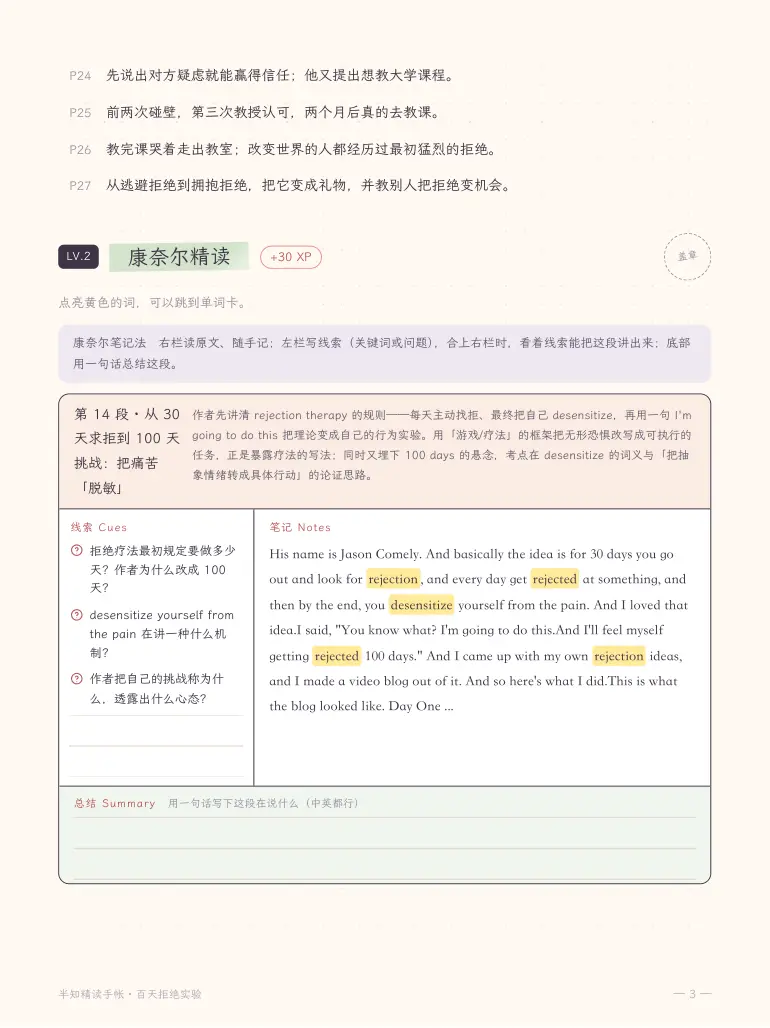 P24 先说出对方疑虑就能赢得信任；他又提出想教大学课程。
P25 前两次碰壁，第三次教授认可，两个月后真的去教课。
P26 教完课哭着走出教室；改变世界的人都经历过最初猛烈的拒绝。
P27 从逃避拒绝到拥抱拒绝，把它变成礼物，并教别人把拒绝变机会。
LV.2 康奈尔精读 +30 XP
盖章
点亮黄色的词，可以跳到单词卡。
康奈尔笔记法 右栏读原文、随手记；左栏写线索（关键词或问题），合上右栏时，看着线索能把这段讲出来；底部
用一句话总结这段。
第 14 段·从 30
天求拒到 100 天
挑战：把痛苦
「脱敏」
作者先讲清 rejection therapy 的规则——每天主动找拒、最终把自己 desensitize，再用一句 I'm
going to do this 把理论变成自己的行为实验。用「游戏/疗法」的框架把无形恐惧改写成可执行的
任务，正是暴露疗法的写法；同时又埋下 100 days 的悬念，考点在 desensitize 的词义与「把抽
象情绪转成具体行动」的论证思路。
线索 Cues
拒绝疗法最初规定要做多少
天？作者为什么改成 100
天？
desensitize yourself from
the pain 在讲一种什么机
制？
作者把自己的挑战称为什
么，透露出什么心态？
笔记 Notes
His name is Jason Comely. And basically the idea is for 30 days you go
out and look for rejection, and every day get rejected at something, and
then by the end, you desensitize yourself from the pain. And I loved that
idea.I said, "You know what? I'm going to do this.And I'll feel myself
getting rejected 100 days." And I came up with my own rejection ideas,
and I made a video blog out of it. And so here's what I did.This is what
the blog looked like. Day One ...
总结 Summary 用一句话写下这段在说什么（中英都行）
半知精读手帐·百天拒绝实验
— 3 —